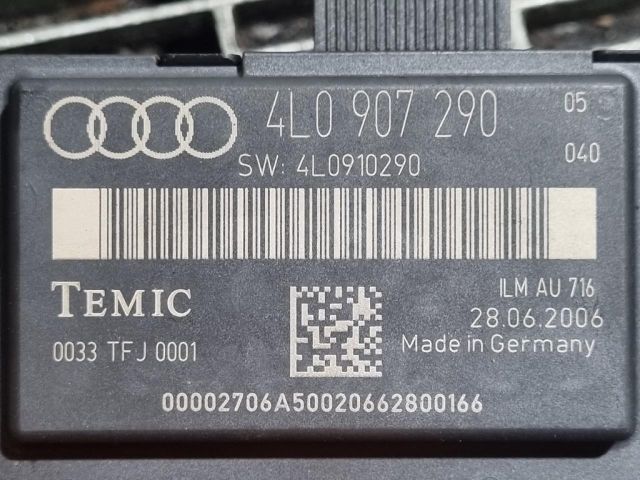 4L0 907 290 05
SW: 4L0910290 040
TEMIC ILM AU 716
28.06.2006
0033 TFJ 0001 Made in Germany
00002706A50020662800166